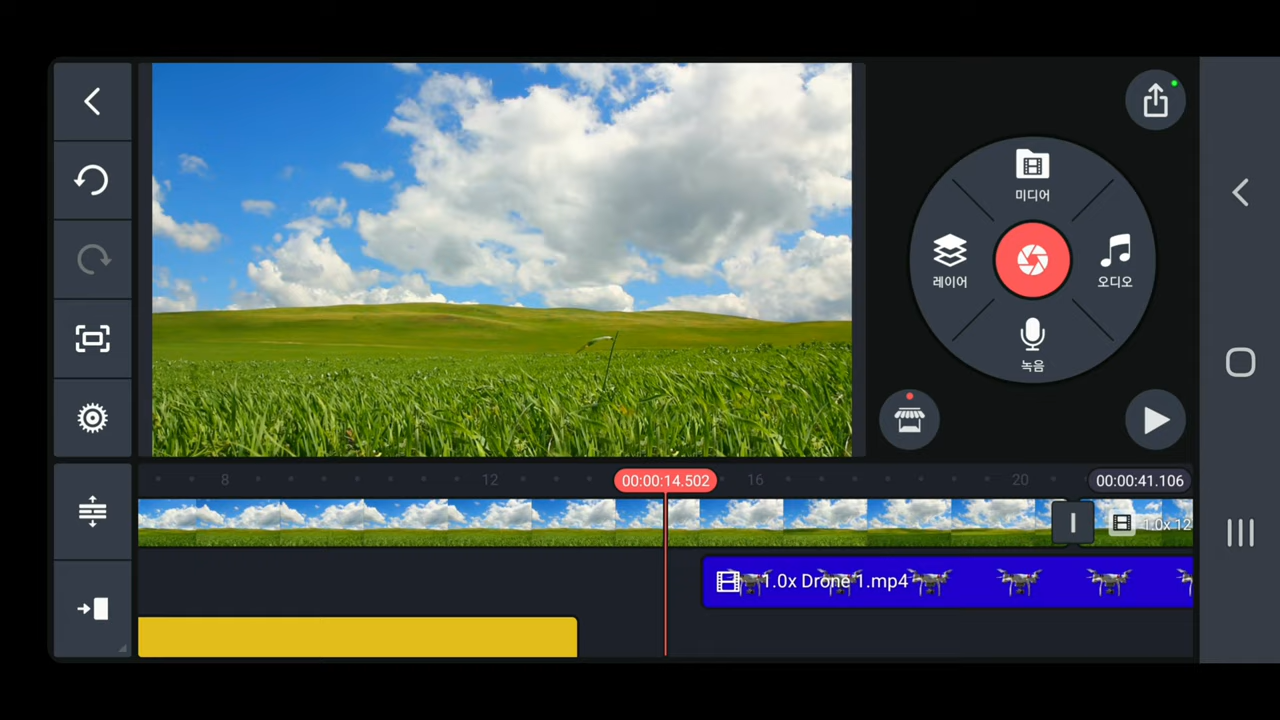 미디어
레이어
오디오
녹음
8
12
00:00:14.502
16
20
00:00:41.106
1.0x 12
1.0x Drone 1.mp4